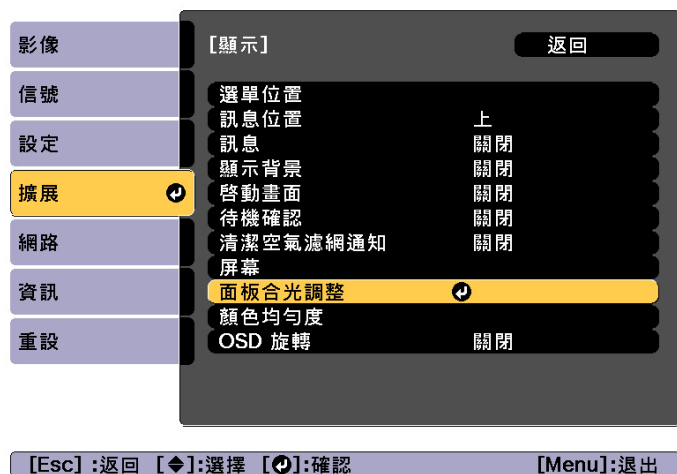 影像
信號
設定
擴展
網路
資訊
重設
[顯示]
返回
選單位置
訊息位置 上
訊息 關閉
顯示背景 關閉
啓動畫面 關閉
待機確認 關閉
清潔空氣濾網通知 關閉
屏幕
面板合光調整
顏色均勻度
OSD 旋轉 關閉
[Esc] :返回 [◆]:選擇 [⏎]:確認 [Menu]:退出